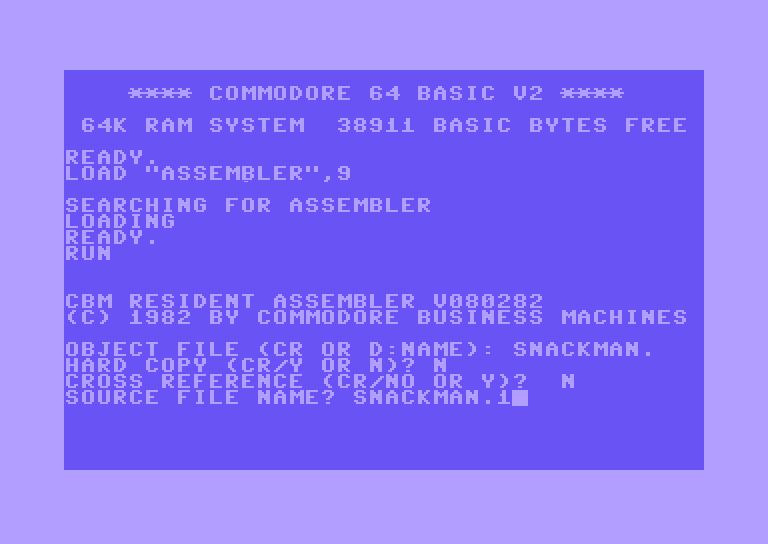 **** COMMODORE 64 BASIC V2 ****
64K RAM SYSTEM  38911 BASIC BYTES FREE
READY.
LOAD "ASSEMBLER",9
SEARCHING FOR ASSEMBLER
LOADING
READY.
RUN
CBM RESIDENT ASSEMBLER V080282
(C) 1982 BY COMMODORE BUSINESS MACHINES
OBJECT FILE (CR OR D:NAME): SNACKMAN.
HARD COPY (CR/Y OR N)? N
CROSS REFERENCE (CR/NO OR Y)?  N
SOURCE FILE NAME? SNACKMAN.1